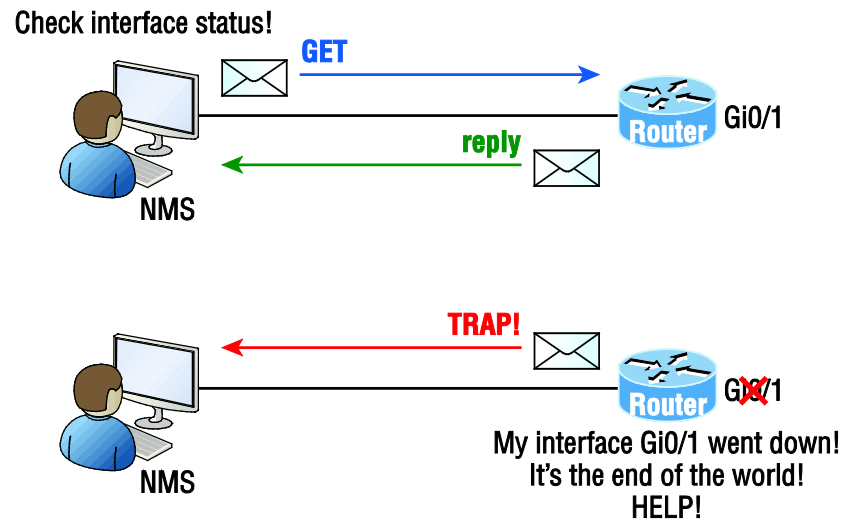 Check interface status!
GET
Router
Gi0/1
reply
NMS
TRAP!
Router
Gi0/1
NMS
My interface Gi0/1 went down!
It's the end of the world!
HELP!